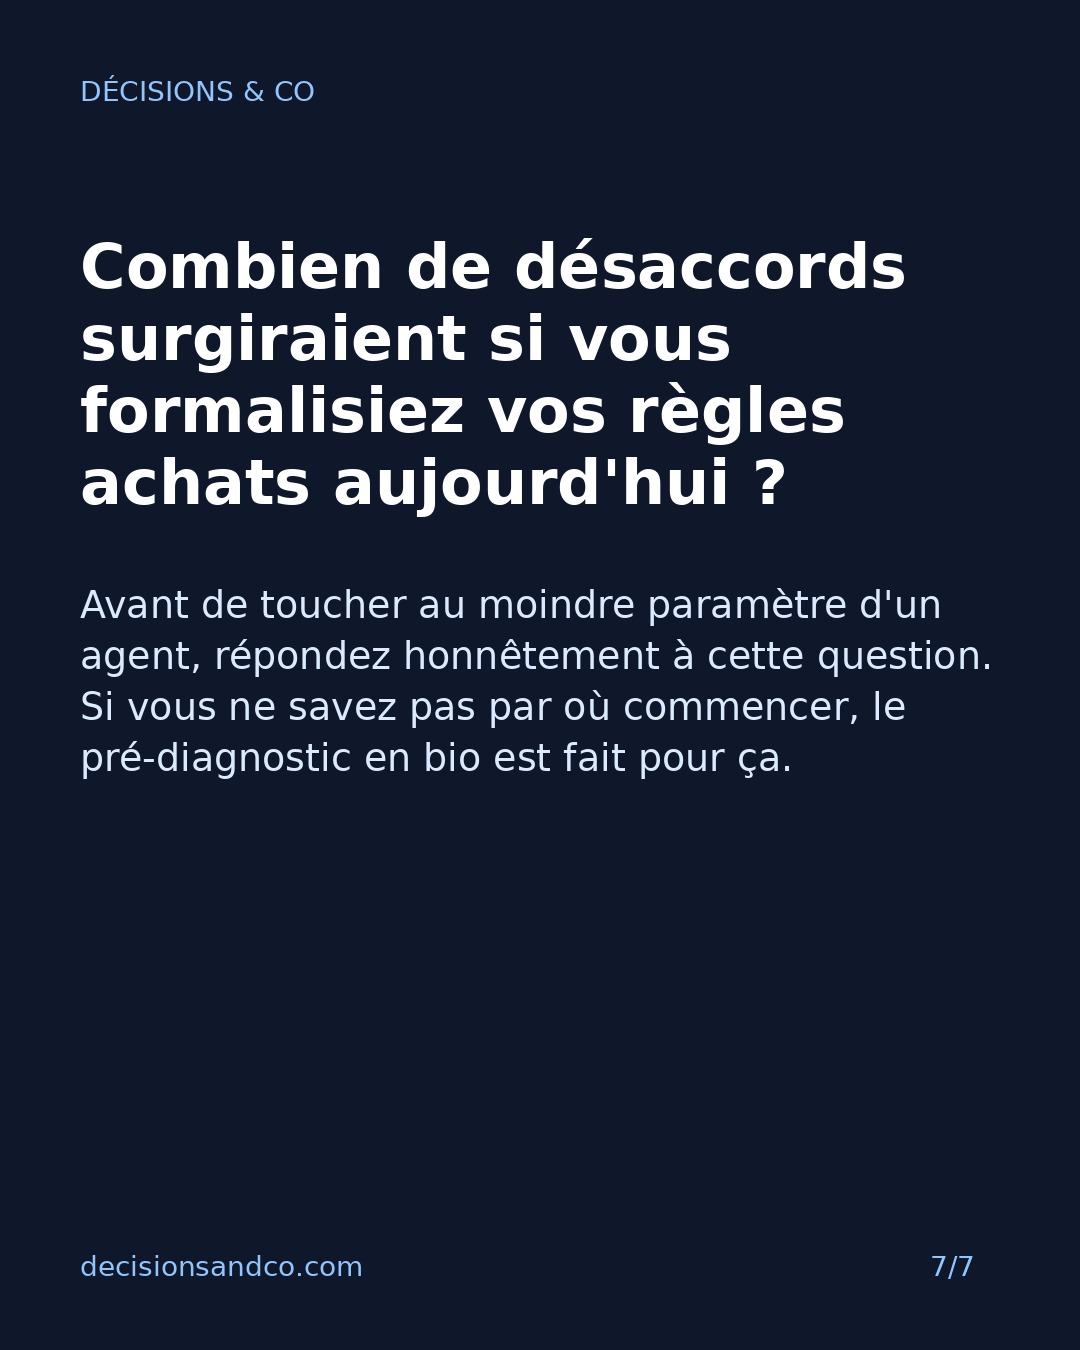 DÉCISIONS & CO
Combien de désaccords
surgiraient si vous
formalisiez vos règles
achats aujourd'hui ?
Avant de toucher au moindre paramètre d'un
agent, répondez honnêtement à cette question.
Si vous ne savez pas par où commencer, le
pré-diagnostic en bio est fait pour ça.
decisionsandco.com
7/7